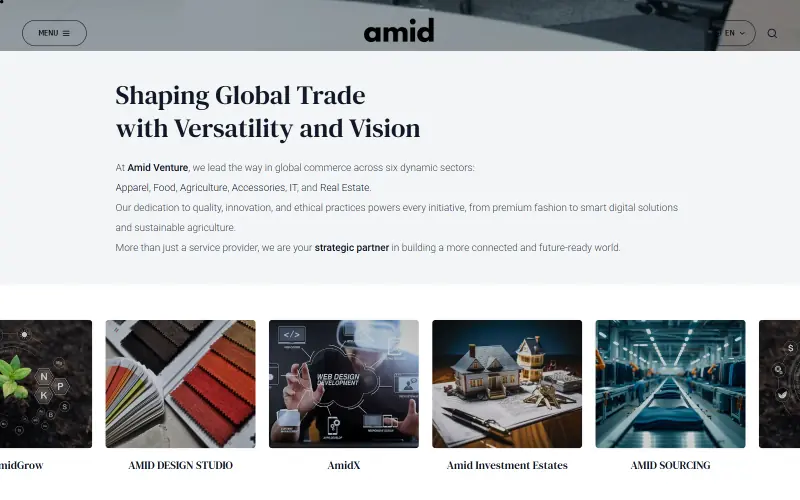 MENU
amid
EN
Shaping Global Trade
with Versatility and Vision
At Amid Venture, we lead the way in global commerce across six dynamic sectors:
Apparel, Food, Agriculture, Accessories, IT, and Real Estate.
Our dedication to quality, innovation, and ethical practices powers every initiative, from premium fashion to smart digital solutions
and sustainable agriculture.
More than just a service provider, we are your strategic partner in building a more connected and future-ready world.
N
P
K
</>
WEB DESIGN
DEVELOPMENT
S
midGrow
AMID DESIGN STUDIO
AmidX
Amid Investment Estates
AMID SOURCING